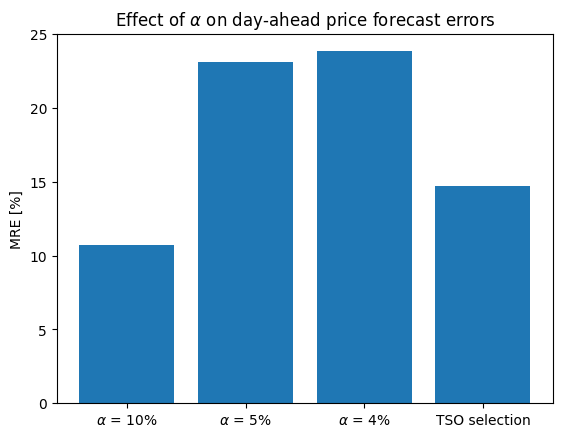 Effect of α on day-ahead price forecast errors
25
20
15
10
5
0
MRE [%]
α = 10%
α = 5%
α = 4%
TSO selection